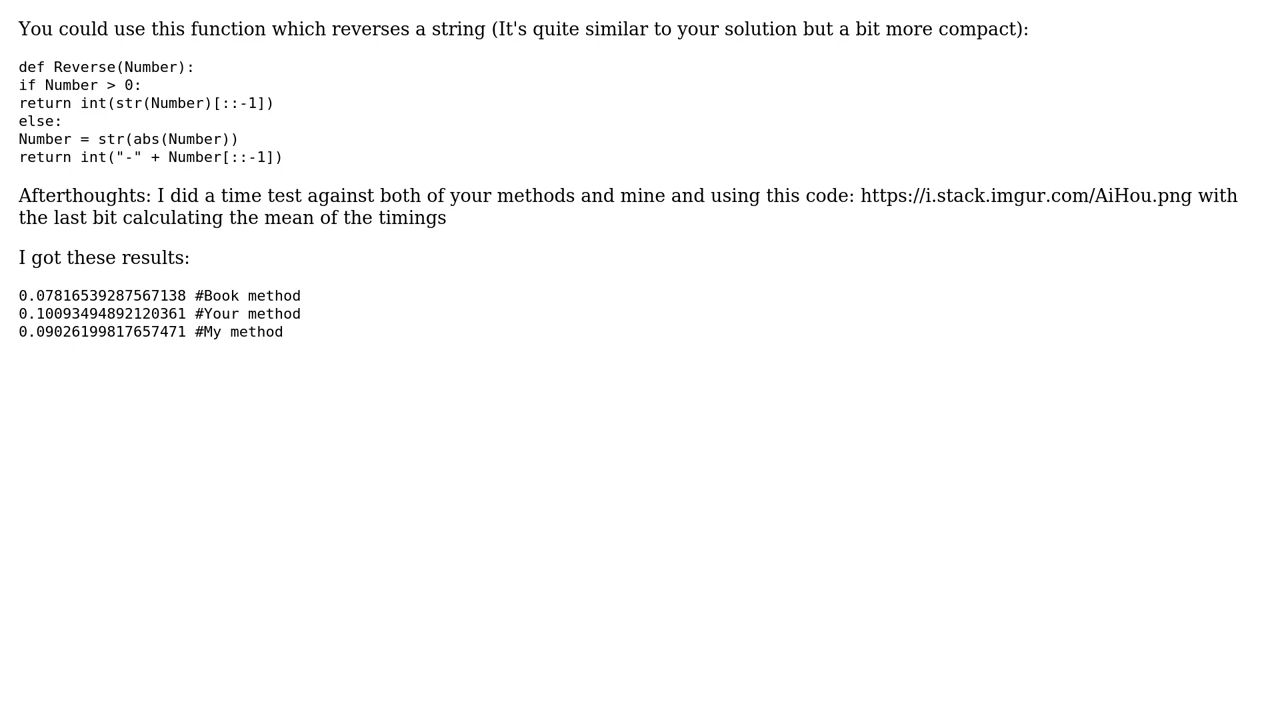 You could use this function which reverses a string (It's quite similar to your solution but a bit more compact):
def Reverse(Number):
if Number > 0:
return int(str(Number)[::-1])
else:
Number = str(abs(Number))
return int("-" + Number[::-1])
Afterthoughts: I did a time test against both of your methods and mine and using this code: https://i.stack.imgur.com/AiHou.png with
the last bit calculating the mean of the timings
I got these results:
0.07816539287567138 #Book method
0.10093494892120361 #Your method
0.09026199817657471 #My method